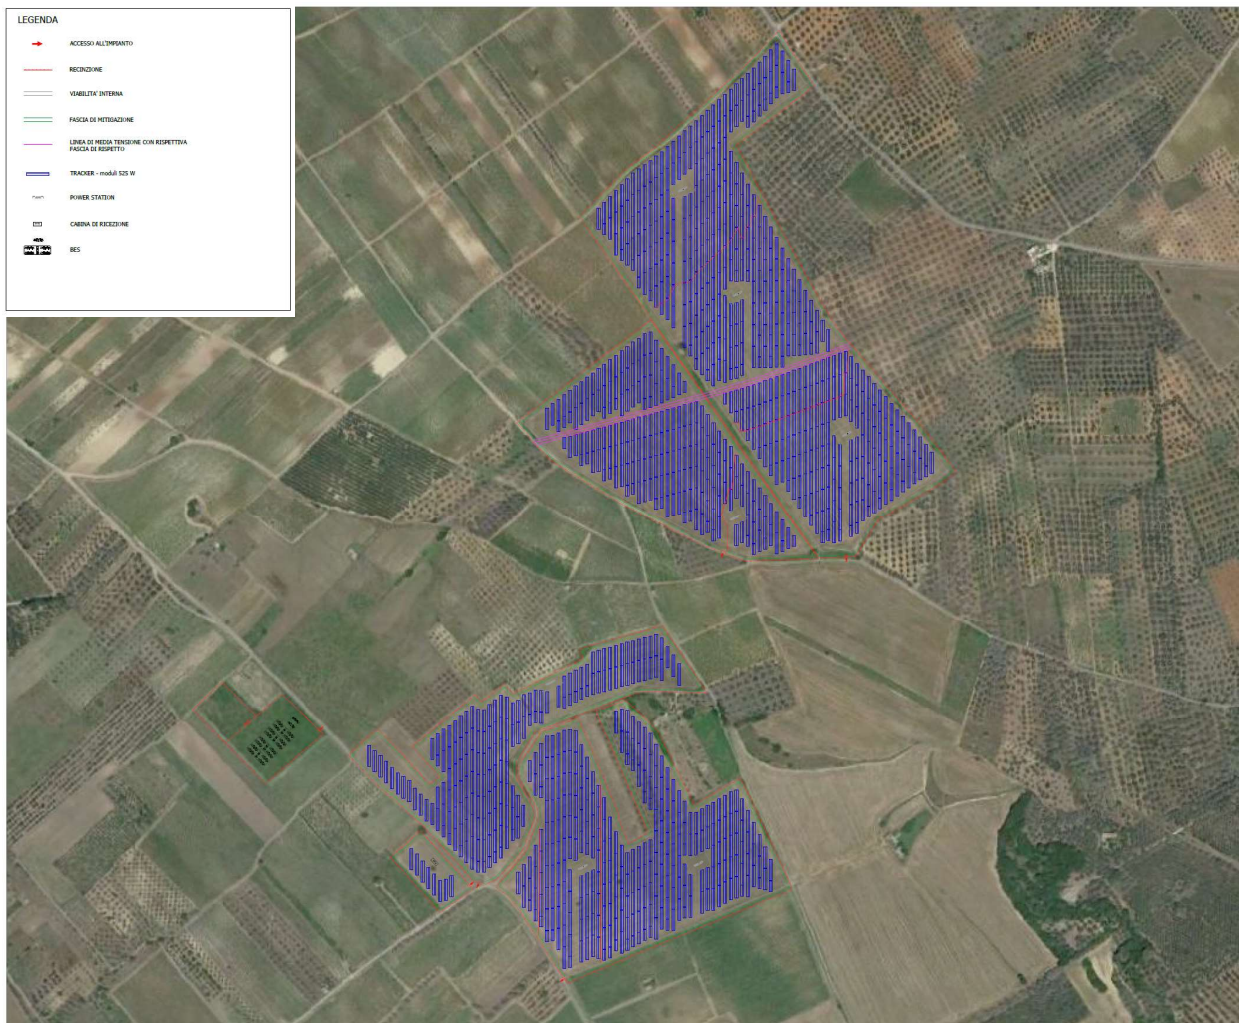 LEGENDA
ACCESSO ALL'IMPIANTO
RECINZIONE
VIABILITA' INTERNA
FASCIA DI MITIGAZIONE
LINEA DI MEDIA TENSIONE CON RISPETTIVA
FASCIA DI RISPETTO
TRACKER - moduli 525 W
POWER STATION
CABINA DI RICEZIONE
BES